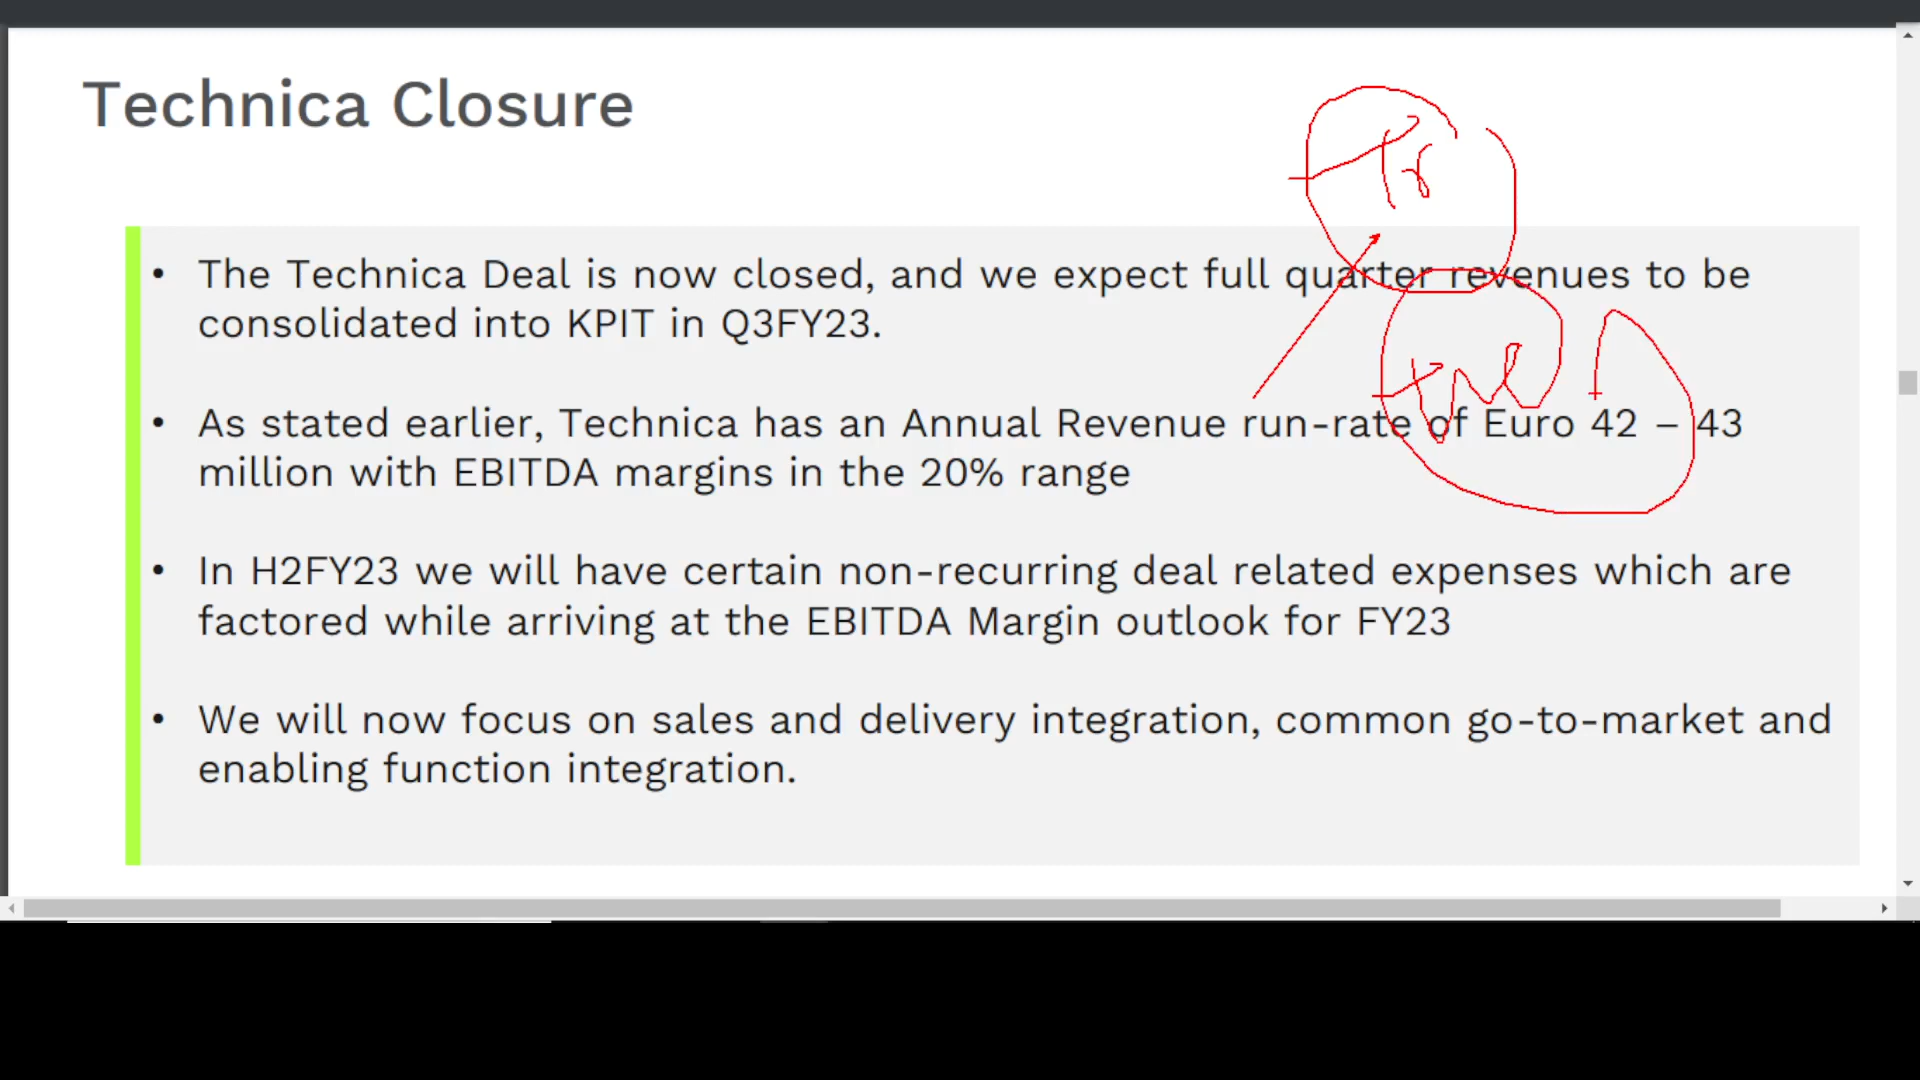 Technica Closure
• The Technica Deal is now closed, and we expect full quarter revenues to be
consolidated into KPIT in Q3FY23.
• As stated earlier, Technica has an Annual Revenue run-rate of Euro 42 – 43
million with EBITDA margins in the 20% range
• In H2FY23 we will have certain non-recurring deal related expenses which are
factored while arriving at the EBITDA Margin outlook for FY23
• We will now focus on sales and delivery integration, common go-to-market and
enabling function integration.